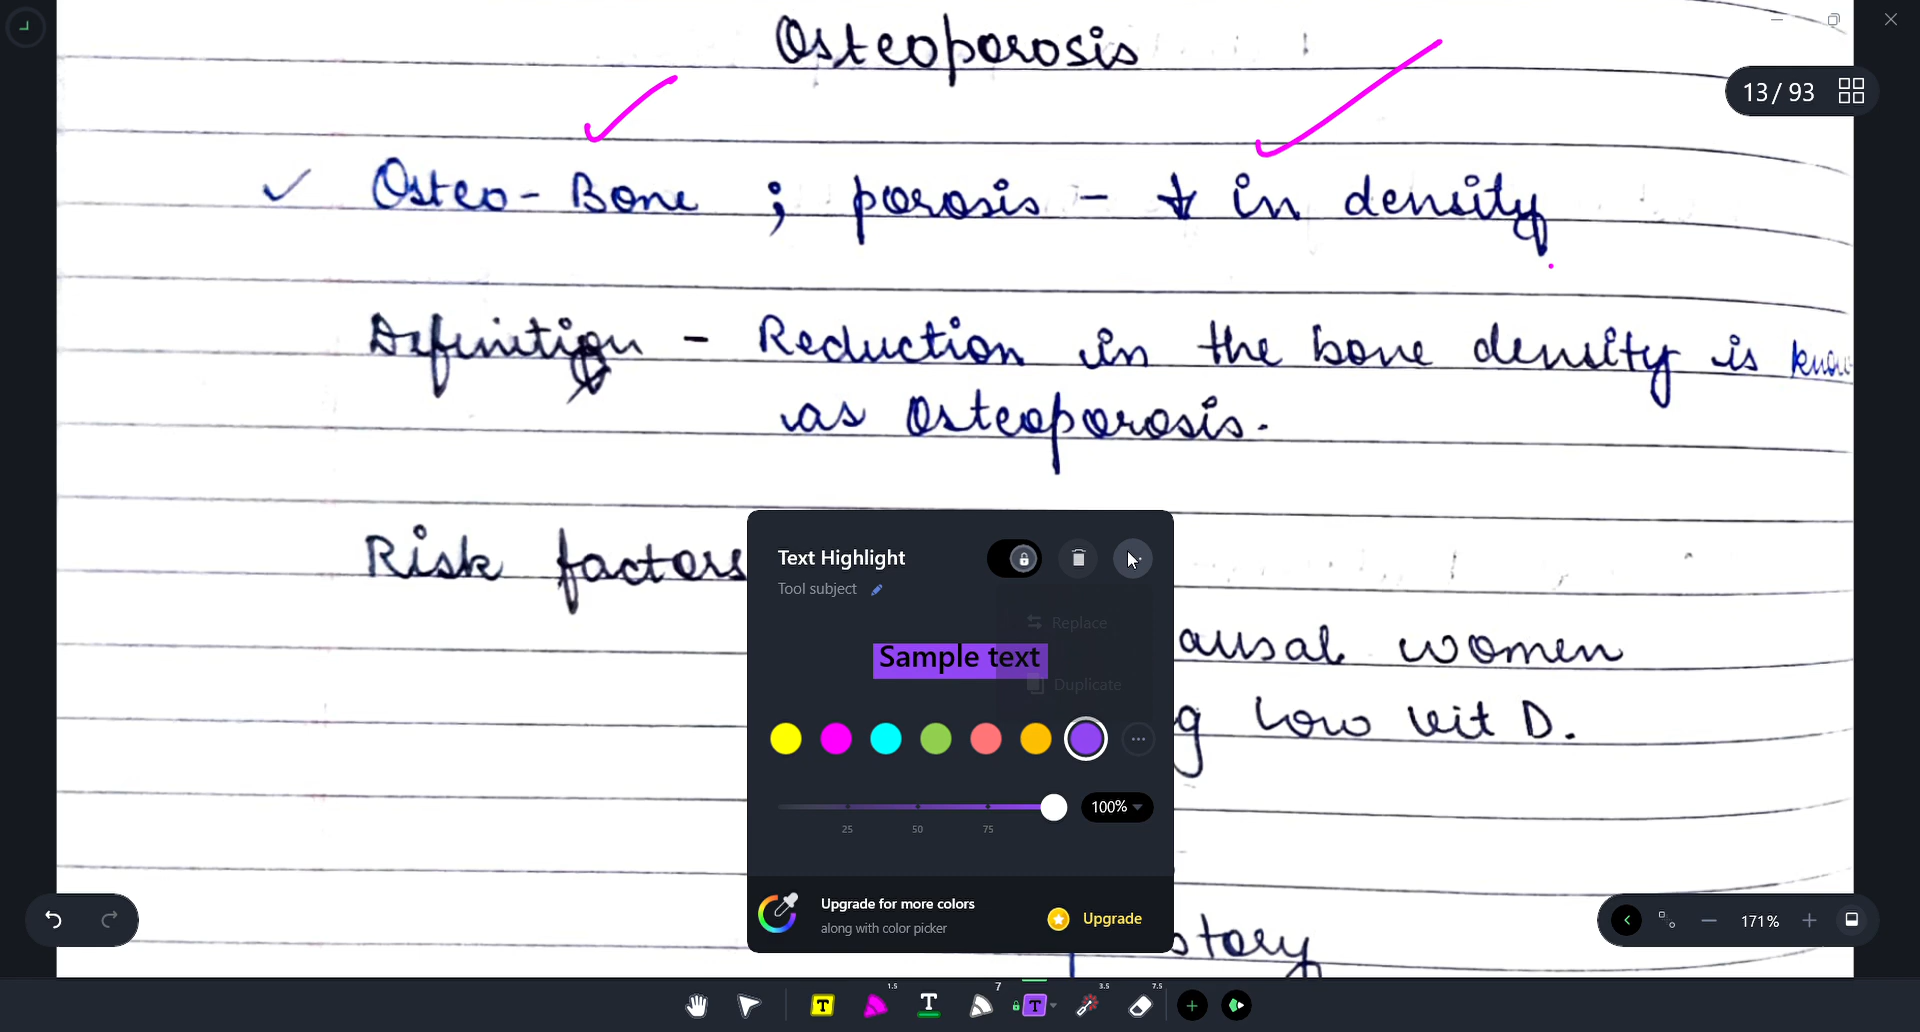 Osteoporosis
13 / 93
✓ Osteo - Bone ; porosis - ↓ in density
Definition - Reduction in the bone density is know
as Osteoporosis.
Risk factors
Text Highlight
Tool subject
Replace
Sample text
Duplicate
ausal women
g low vit D.
100%
25 50 75
Upgrade for more colors
along with color picker
Upgrade
story
171%
1.5 7 3.5 7.5
T T T